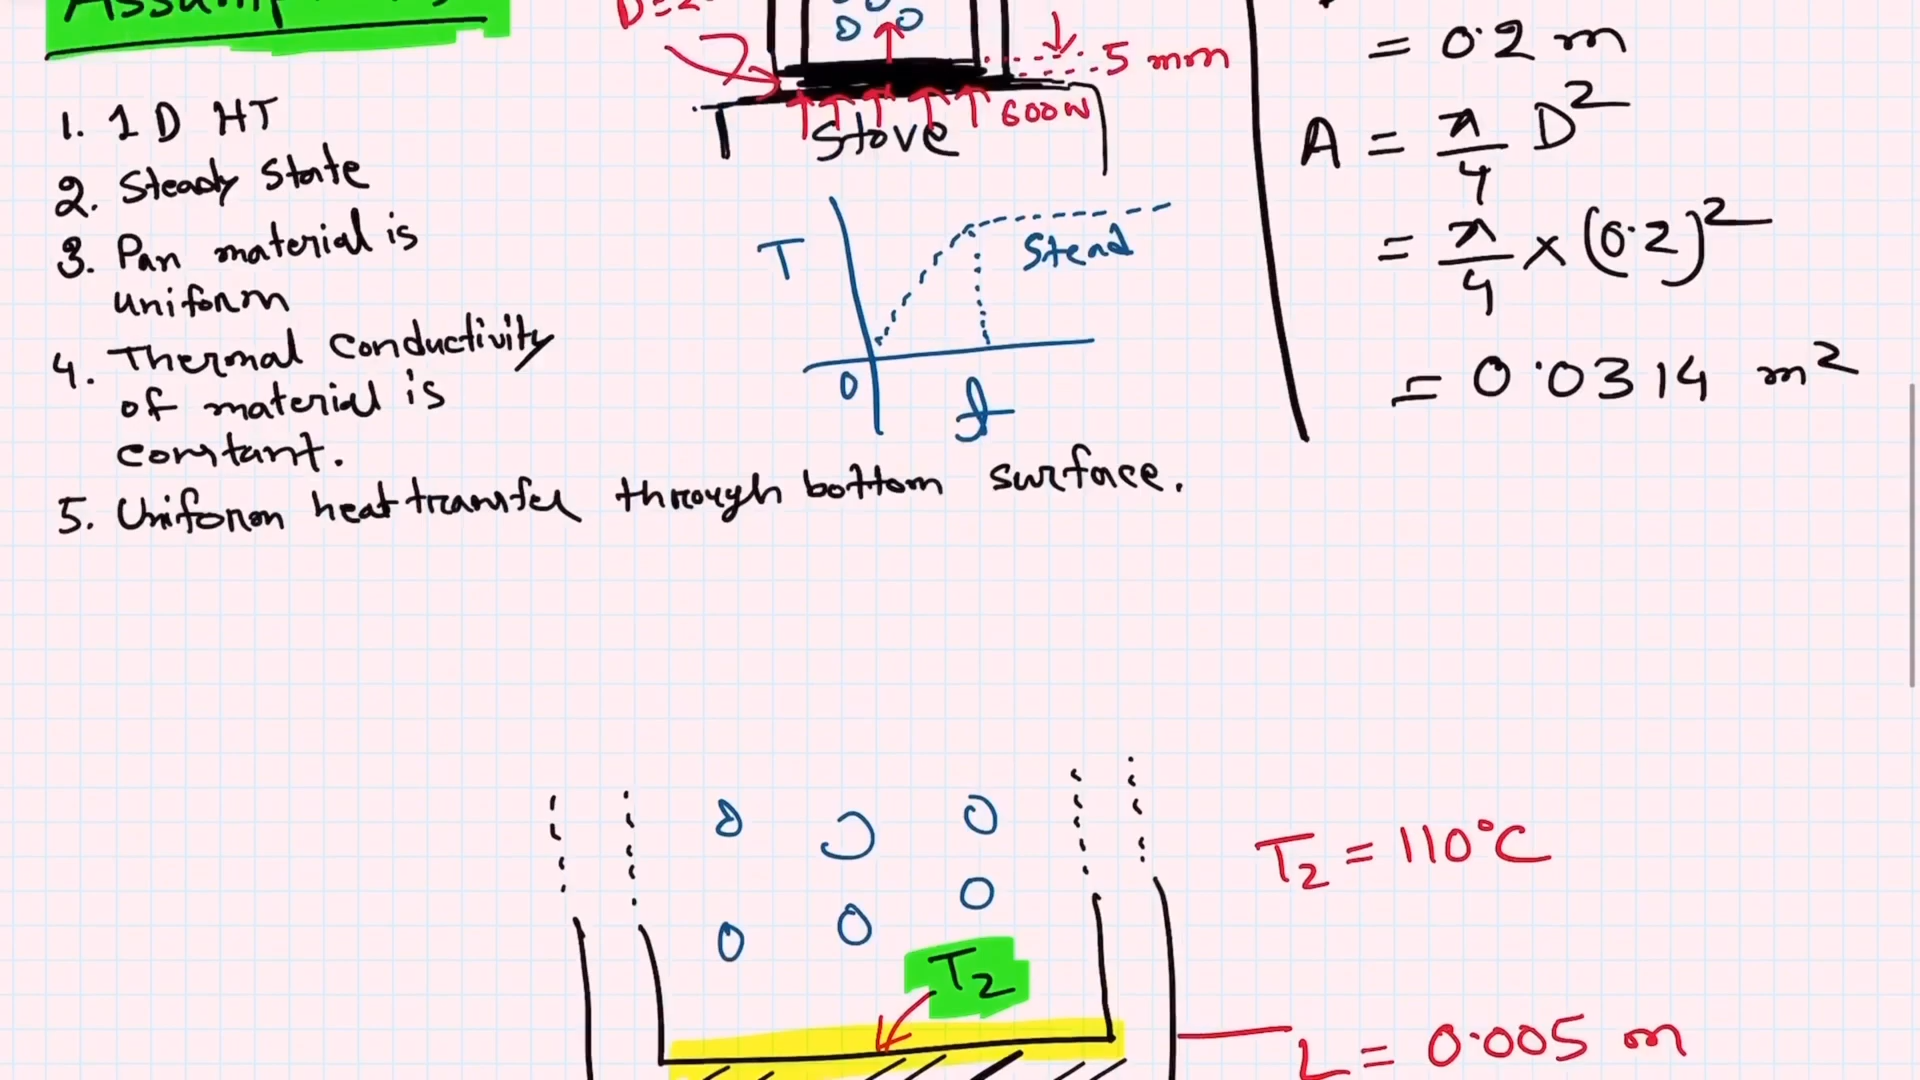 1. 1 D HT
2. Steady State
3. Pan material is
uniform
4. Thermal Conductivity
of material is
constant.
5. Uniform heat transfer through bottom surface.
5 mm
600W
Stove
T
Stead
0
t
= 0.2 m
A = π/4 D²
= π/4 × (0.2)²
= 0.0314 m²
T₂ = 110°C
T₂
L = 0.005 m